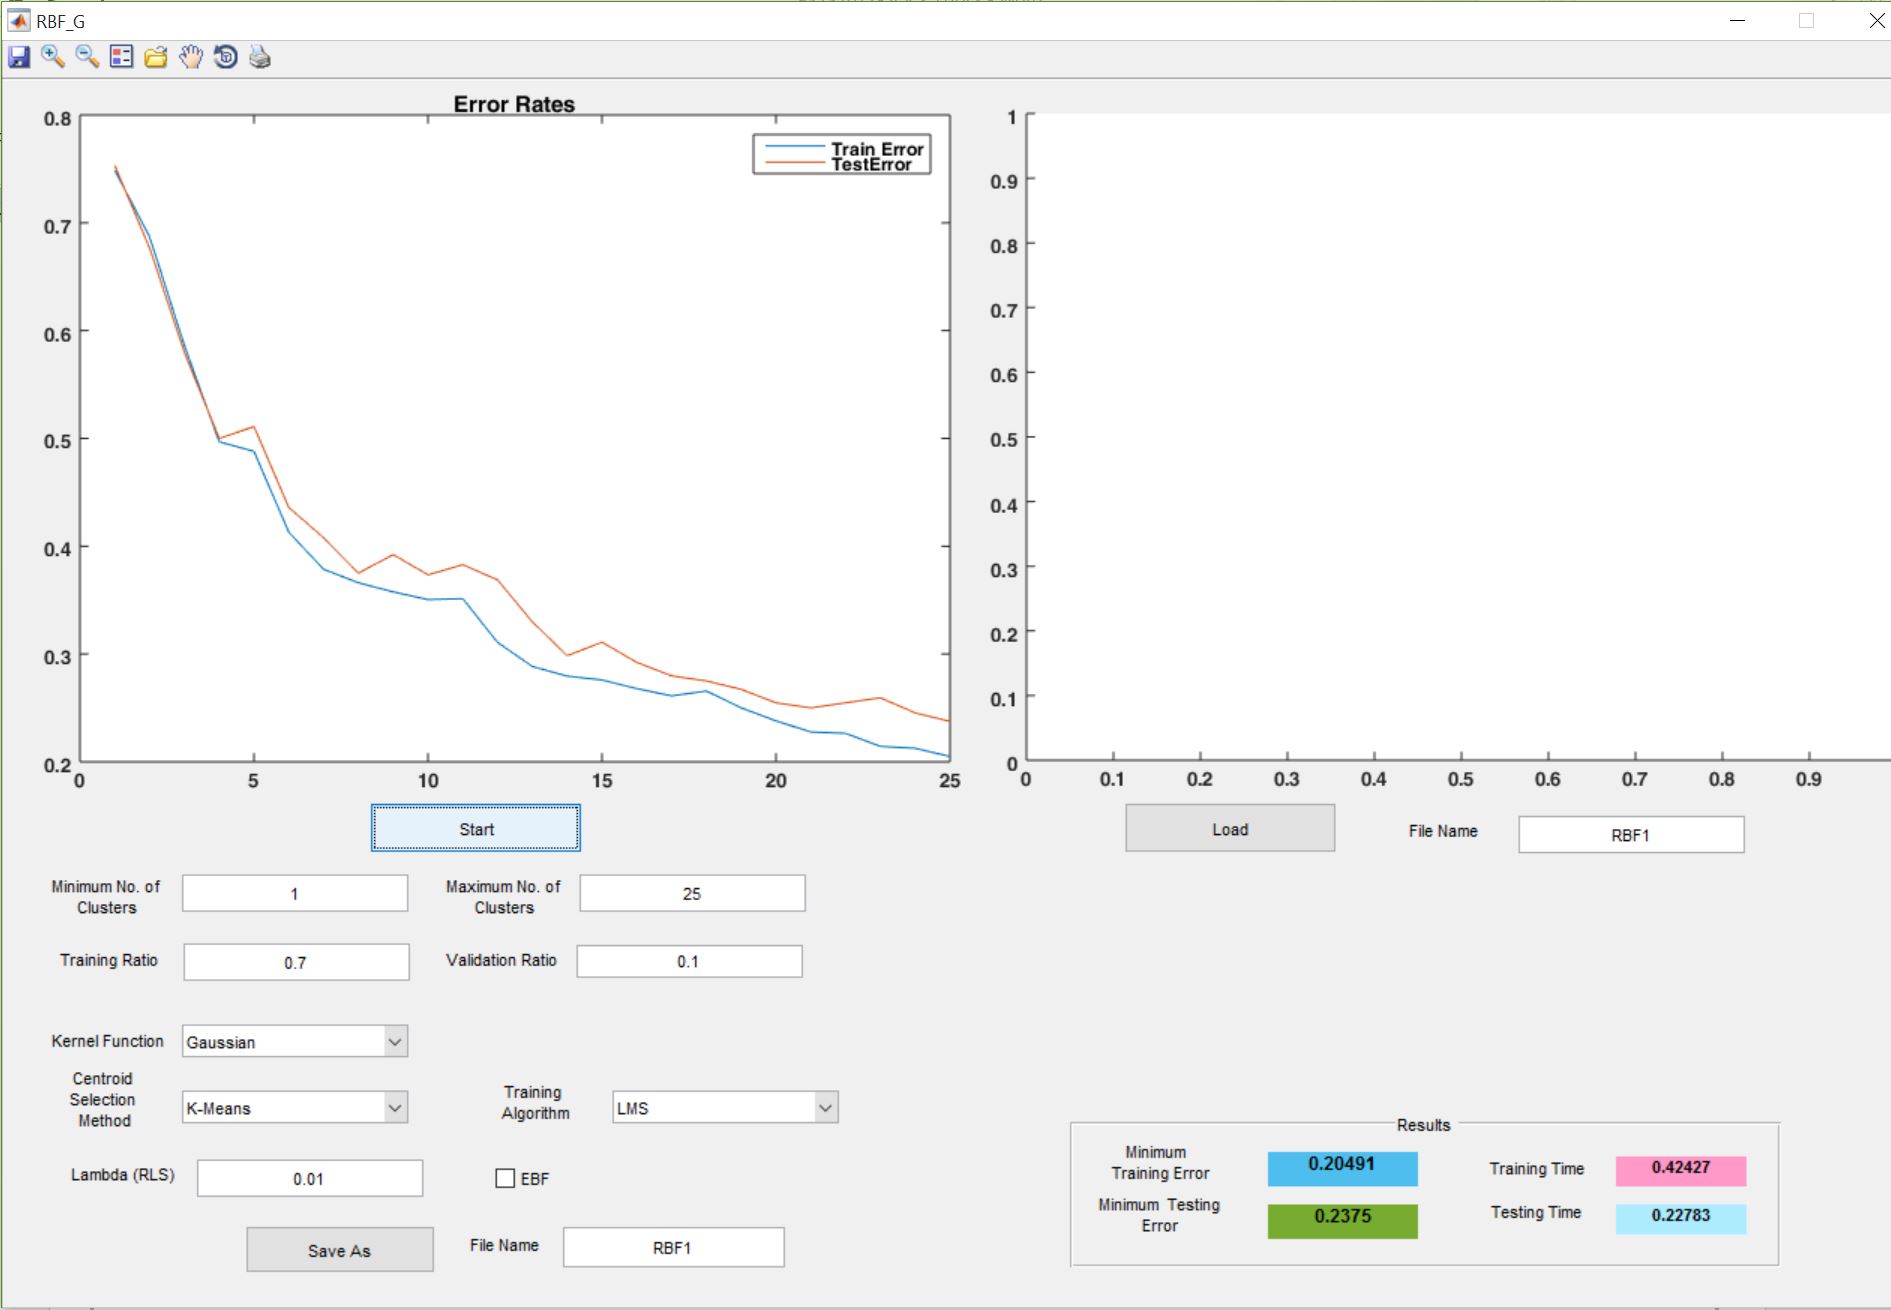 RBF_G
Error Rates
0.8
0.7
0.6
0.5
0.4
0.3
0.2
0 5 10 15 20 25
Train Error
TestError
1
0.9
0.8
0.7
0.6
0.5
0.4
0.3
0.2
0.1
0
0 0.1 0.2 0.3 0.4 0.5 0.6 0.7 0.8 0.9
Start
Load
File Name
RBF1
Minimum No. of
Clusters
1
Maximum No. of
Clusters
25
Training Ratio
0.7
Validation Ratio
0.1
Kernel Function
Gaussian
Centroid
Selection
Method
K-Means
Training
Algorithm
LMS
Lambda (RLS)
0.01
EBF
Save As
File Name
RBF1
Results
Minimum
Training Error
0.20491
Training Time
0.42427
Minimum Testing
Error
0.2375
Testing Time
0.22783